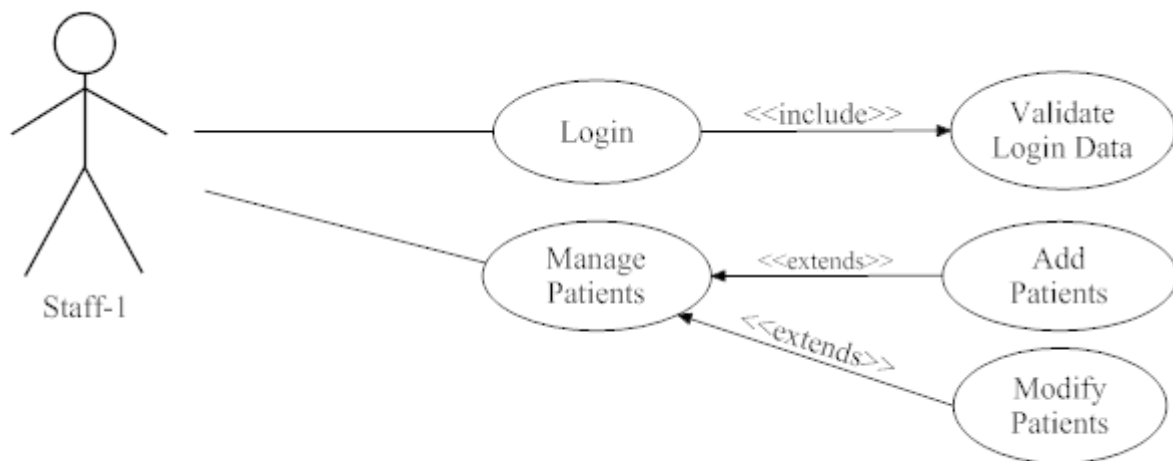 Login
<<include>>
Validate
Login Data
Manage
Patients
<<extends>>
Add
Patients
Staff-1
<<extends>>
Modify
Patients